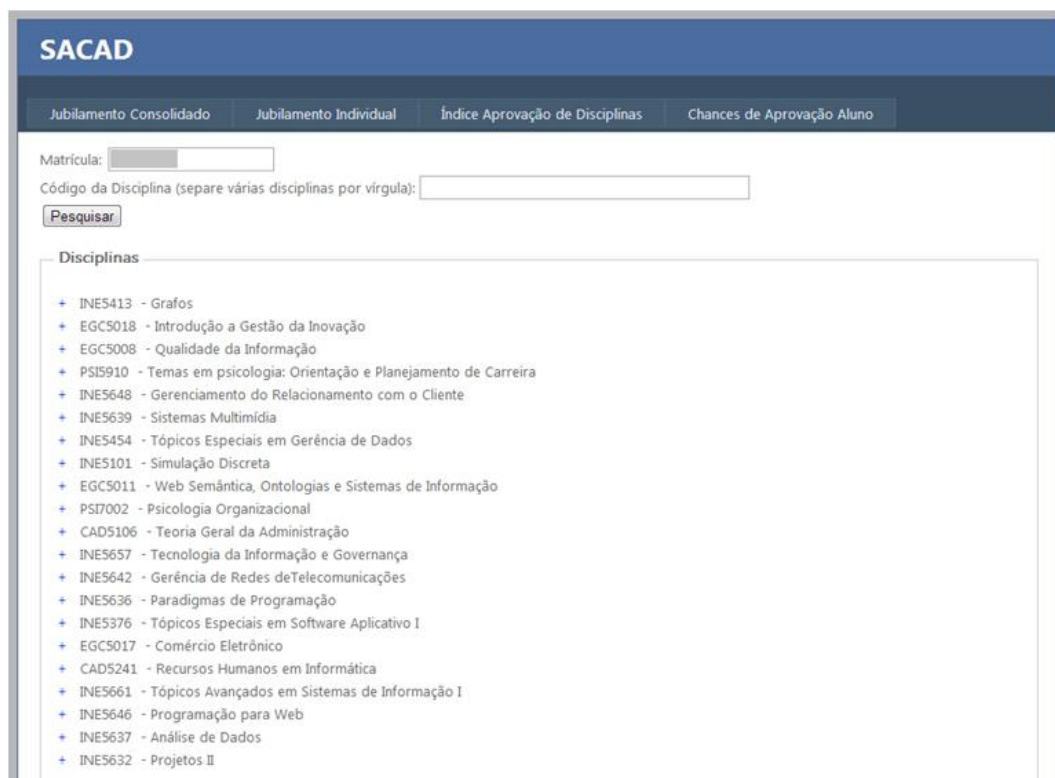 SACAD
Jubilamento Consolidado Jubilamento Individual Índice Aprovação de Disciplinas Chances de Aprovação Aluno
Matrícula:
Código da Disciplina (separe várias disciplinas por vírgula):
Pesquisar
Disciplinas
+ INE5413 - Grafos
+ EGC5018 - Introdução a Gestão da Inovação
+ EGC5008 - Qualidade da Informação
+ PSI5910 - Temas em psicologia: Orientação e Planejamento de Carreira
+ INE5648 - Gerenciamento do Relacionamento com o Cliente
+ INE5639 - Sistemas Multimídia
+ INE5454 - Tópicos Especiais em Gerência de Dados
+ INE5101 - Simulação Discreta
+ EGC5011 - Web Semântica, Ontologias e Sistemas de Informação
+ PSI7002 - Psicologia Organizacional
+ CAD5106 - Teoria Geral da Administração
+ INE5657 - Tecnologia da Informação e Governança
+ INE5642 - Gerência de Redes deTelecomunicações
+ INE5636 - Paradigmas de Programação
+ INE5376 - Tópicos Especiais em Software Aplicativo I
+ EGC5017 - Comércio Eletrônico
+ CAD5241 - Recursos Humanos em Informática
+ INE5661 - Tópicos Avançados em Sistemas de Informação I
+ INE5646 - Programação para Web
+ INE5637 - Análise de Dados
+ INE5632 - Projetos II